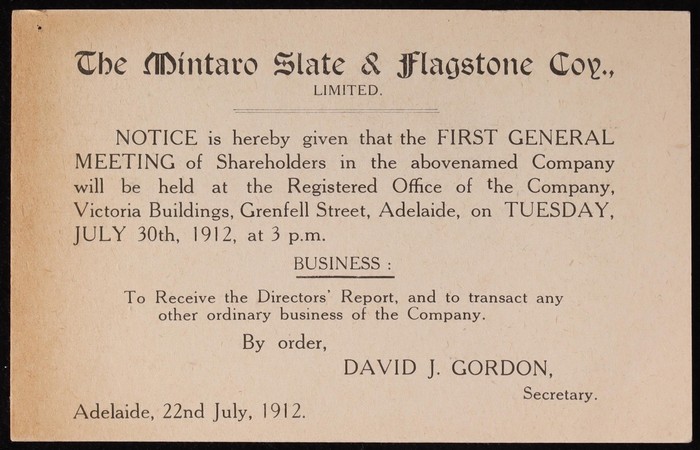 The Mintaro Slate & Flagstone Coy.,
LIMITED.
NOTICE is hereby given that the FIRST GENERAL
MEETING of Shareholders in the abovenamed Company
will be held at the Registered Office of the Company,
Victoria Buildings, Grenfell Street, Adelaide, on TUESDAY,
JULY 30th, 1912, at 3 p.m.
BUSINESS :
To Receive the Directors' Report, and to transact any
other ordinary business of the Company.
By order,
DAVID J. GORDON,
Secretary.
Adelaide, 22nd July, 1912.